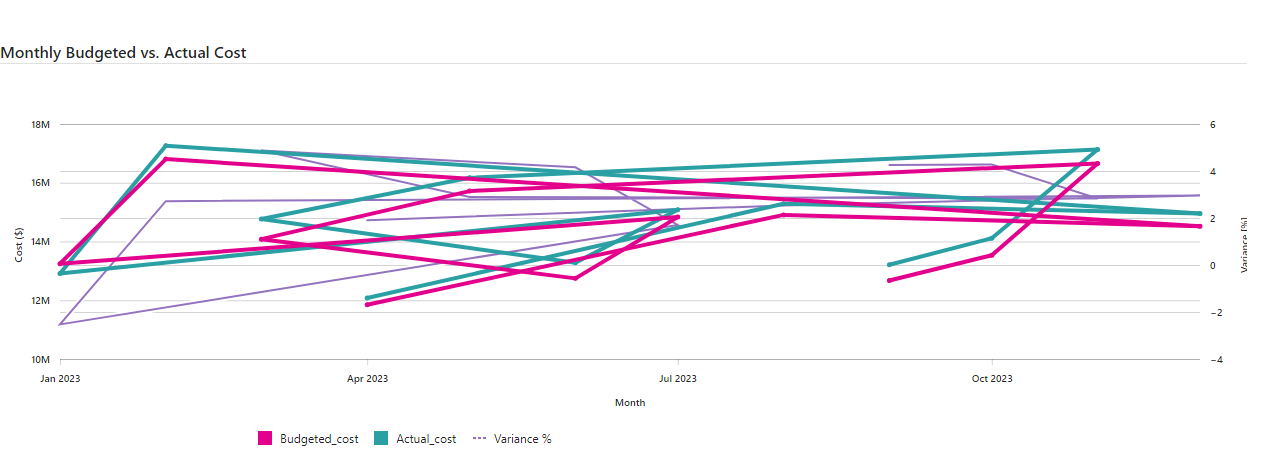 Monthly Budgeted vs. Actual Cost
18M
16M
14M
12M
10M
Cost ($)
6
4
2
0
−2
−4
Variance (%)
Jan 2023
Apr 2023
Jul 2023
Oct 2023
Month
Budgeted_cost
Actual_cost
Variance %